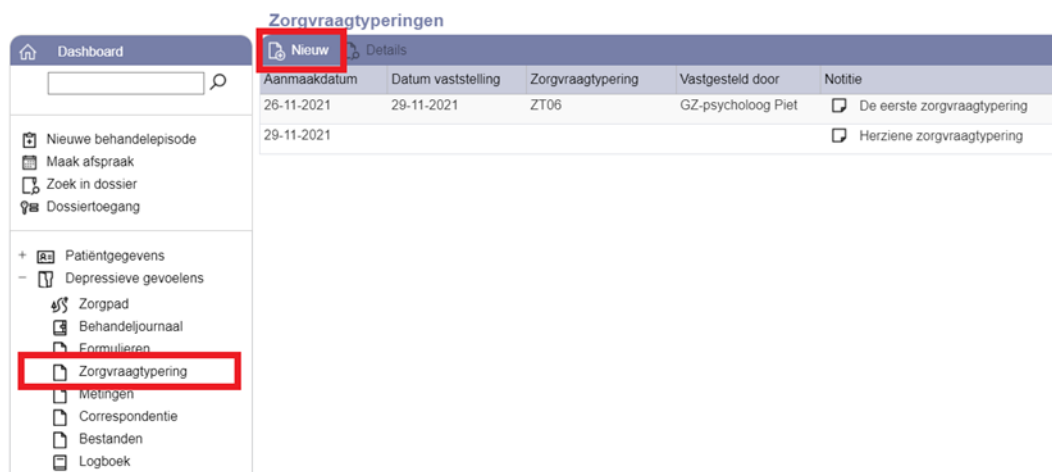 Zorgvraagtyperingen
Dashboard
Nieuw Details
Aanmaakdatum Datum vaststelling Zorgvraagtypering Vastgesteld door Notitie
26-11-2021 29-11-2021 ZT06 GZ-psycholoog Piet De eerste zorgvraagtypering
29-11-2021 Herziene zorgvraagtypering
Nieuwe behandelepisode
Maak afspraak
Zoek in dossier
Dossiertoegang
+ Patiëntgegevens
− Depressieve gevoelens
Zorgpad
Behandeljournaal
Formulieren
Zorgvraagtypering
Metingen
Correspondentie
Bestanden
Logboek